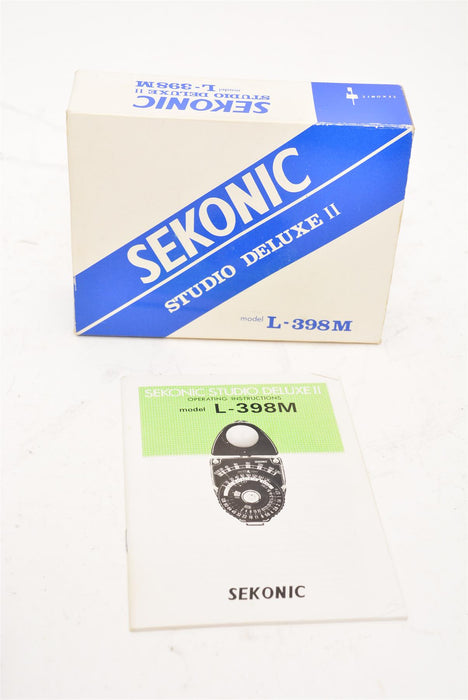 SEKONIC
STUDIO DELUXE II
model L-398M
SEKONIC
SEKONIC
STUDIO DELUXE II
model L-398M
SEKONIC STUDIO DELUXE II
OPERATING INSTRUCTIONS
model L-398M
SEKONIC